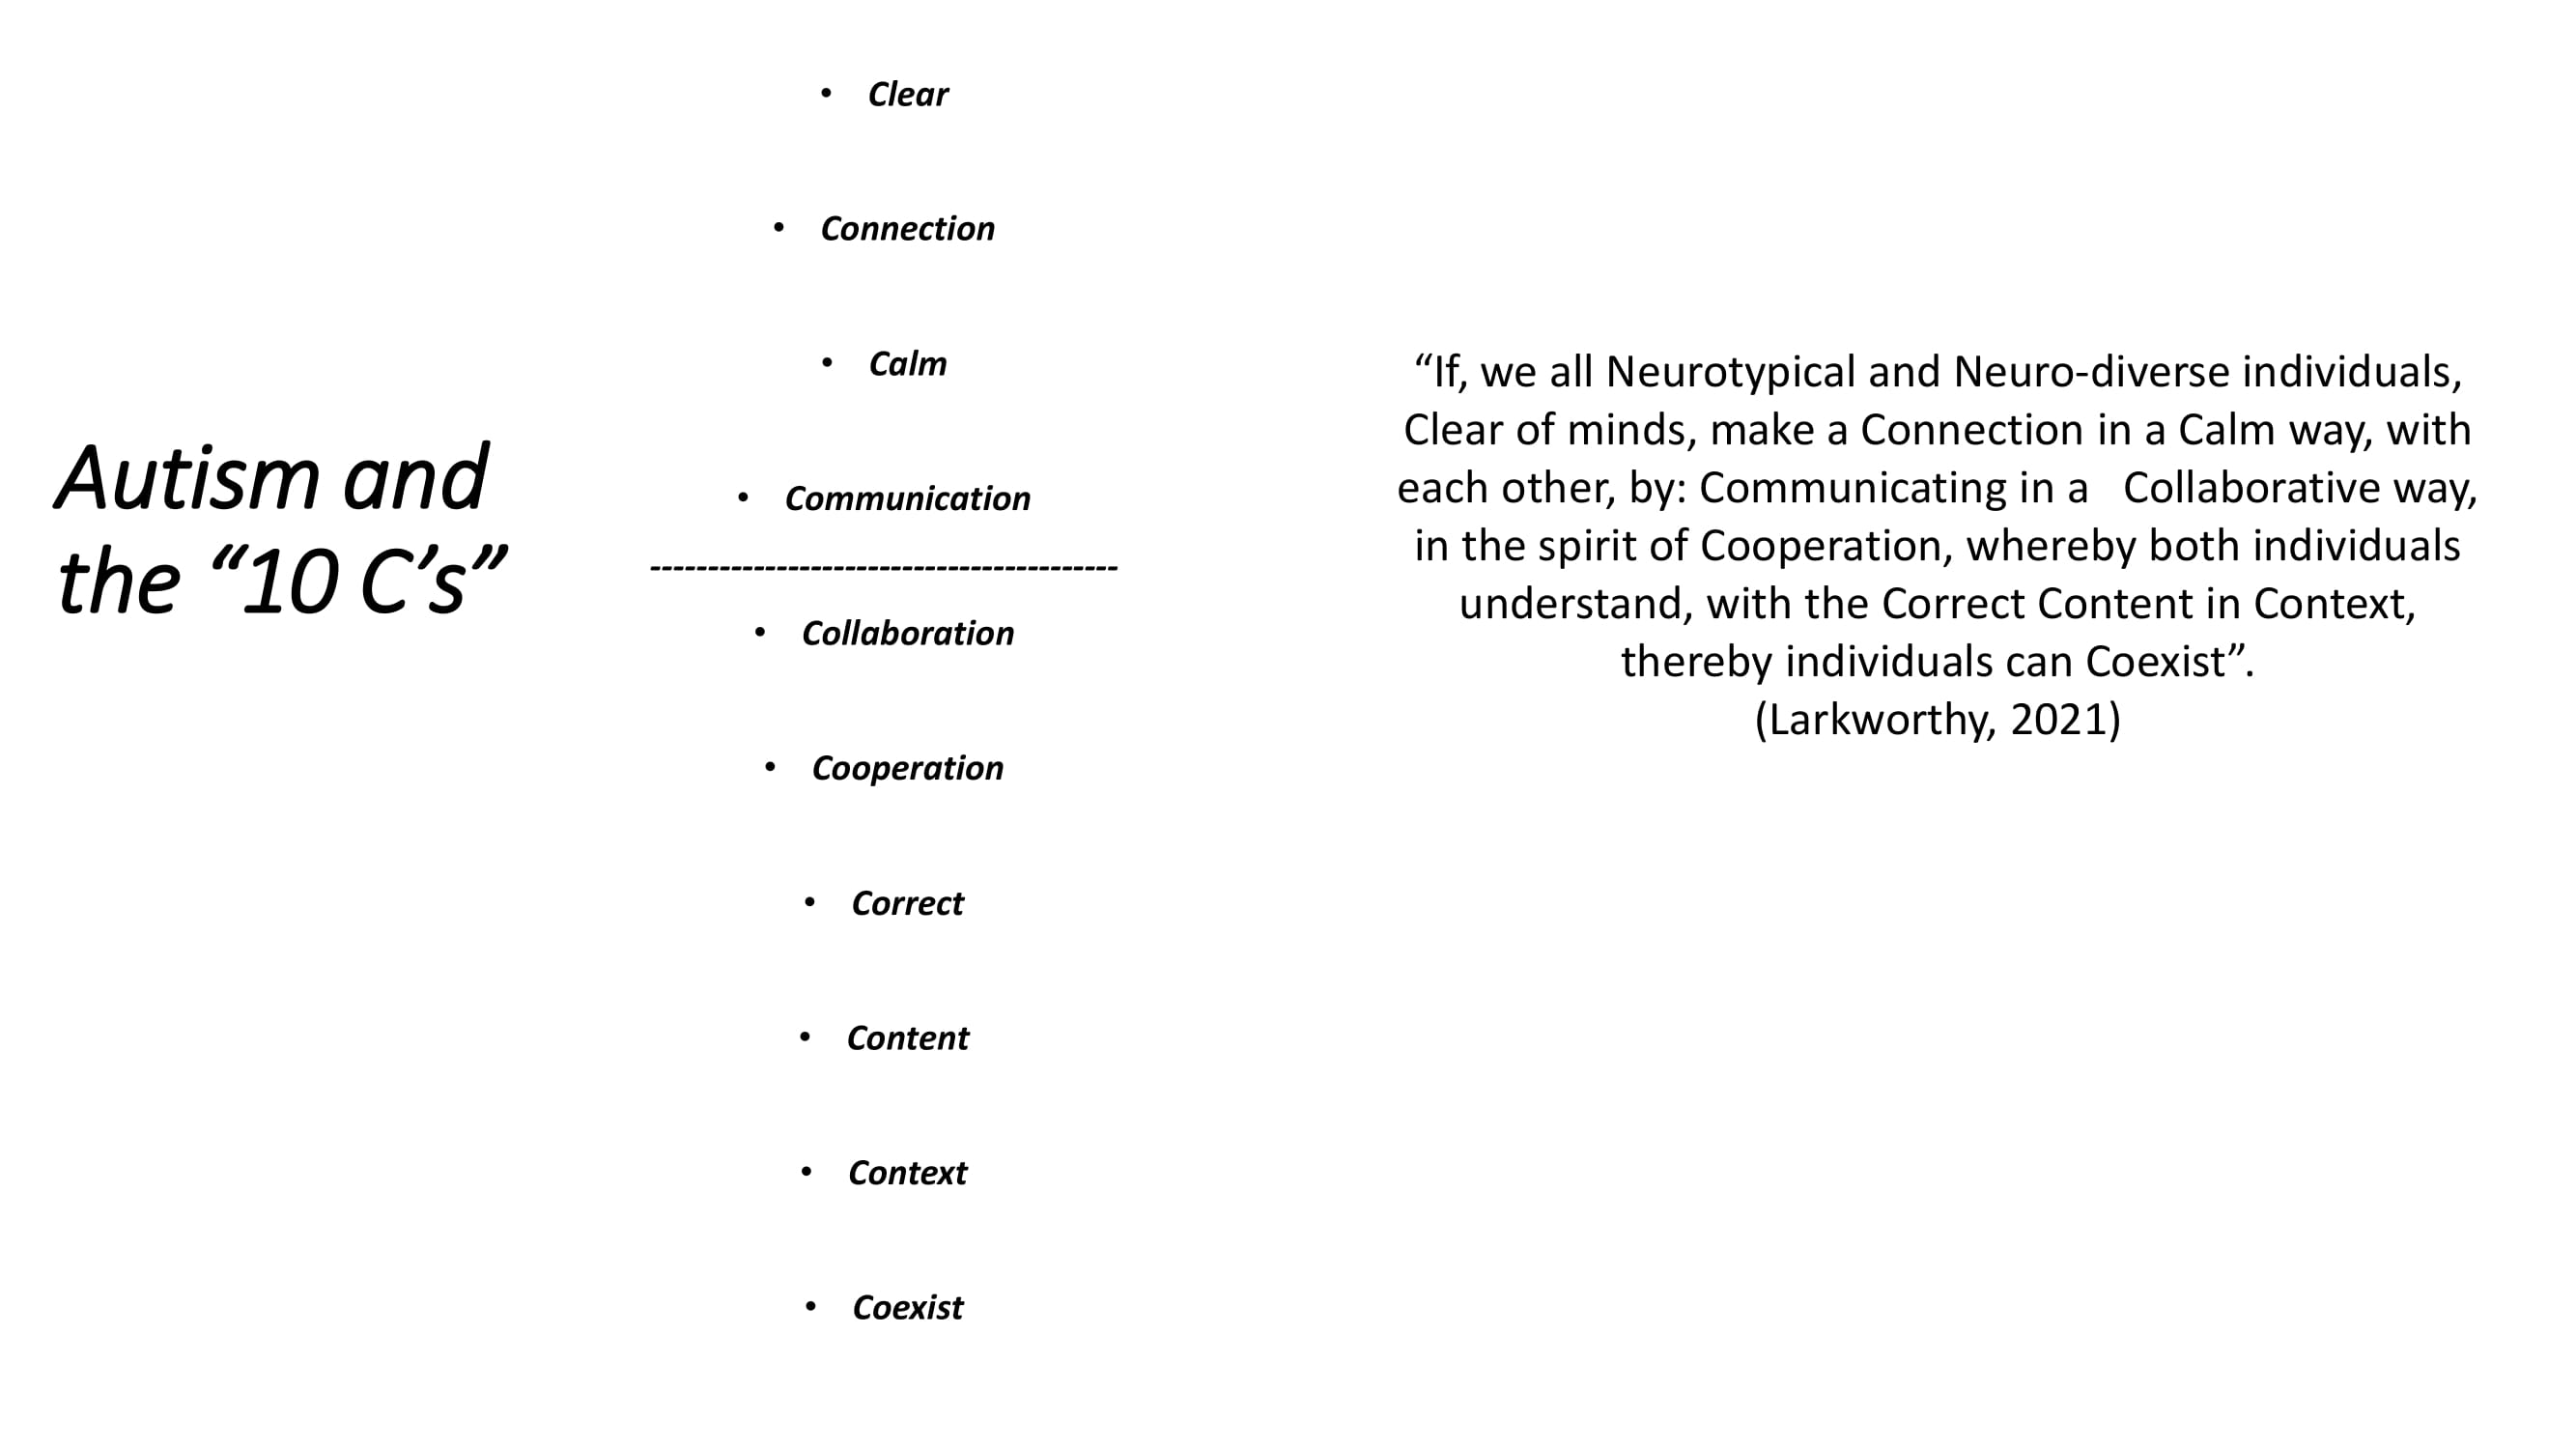 Autism and
the “10 C’s”
• Clear
• Connection
• Calm
• Communication
-----------------------------------------
• Collaboration
• Cooperation
• Correct
• Content
• Context
• Coexist
“If, we all Neurotypical and Neuro-diverse individuals,
Clear of minds, make a Connection in a Calm way, with
each other, by: Communicating in a   Collaborative way,
in the spirit of Cooperation, whereby both individuals
understand, with the Correct Content in Context,
thereby individuals can Coexist”.
(Larkworthy, 2021)